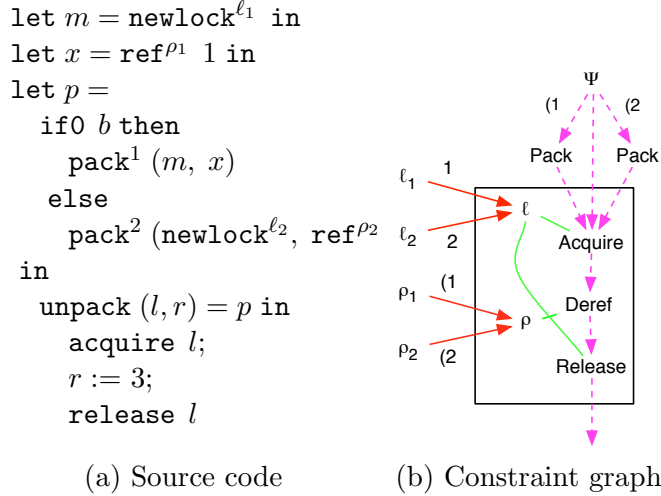 let m = newlock^ℓ1 in
let x = ref^ρ1 1 in
let p =
if0 b then
pack^1 (m, x)
else
pack^2 (newlock^ℓ2, ref^ρ2
in
unpack (l, r) = p in
acquire l;
r := 3;
release l
(a) Source code
Ψ
(1
(2
Pack
Pack
ℓ1
1
ℓ
ℓ2
2
Acquire
ρ1
(1
Deref
ρ
ρ2
(2
Release
(b) Constraint graph